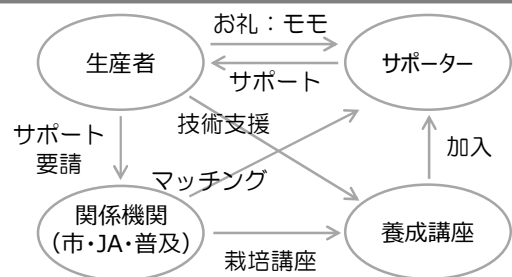 お礼：モモ
生産者
サポーター
サポート
サポート
要請
技術支援
加入
マッチング
関係機関
（市･JA･普及）
養成講座
栽培講座